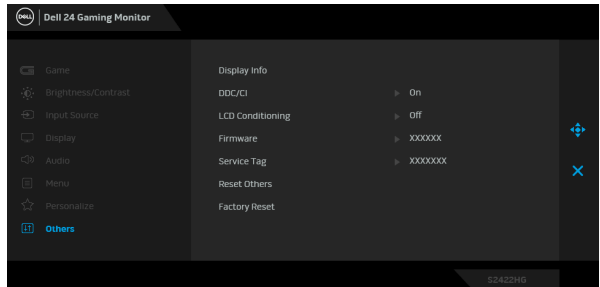 DELL Dell 24 Gaming Monitor
Game
Brightness/Contrast
Input Source
Display
Audio
Menu
Personalize
Others
Display Info
DDC/CI On
LCD Conditioning Off
Firmware XXXXXX
Service Tag XXXXXXX
Reset Others
Factory Reset
S2422HG